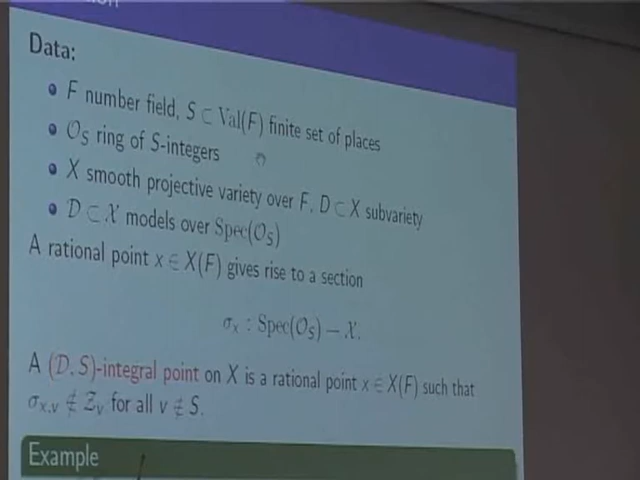 Data:
F number field, S ⊂ Val(F) finite set of places
O_S ring of S-integers
X smooth projective variety over F, D ⊂ X subvariety
𝒟 ⊂ 𝒳 models over Spec(O_S)
A rational point x ∈ X(F) gives rise to a section
σ_x : Spec(O_S) → 𝒳.
A (𝒟, S)-integral point on X is a rational point x ∈ X(F) such that
σ_{x,v} ∉ 𝒵_v for all v ∉ S.
Example